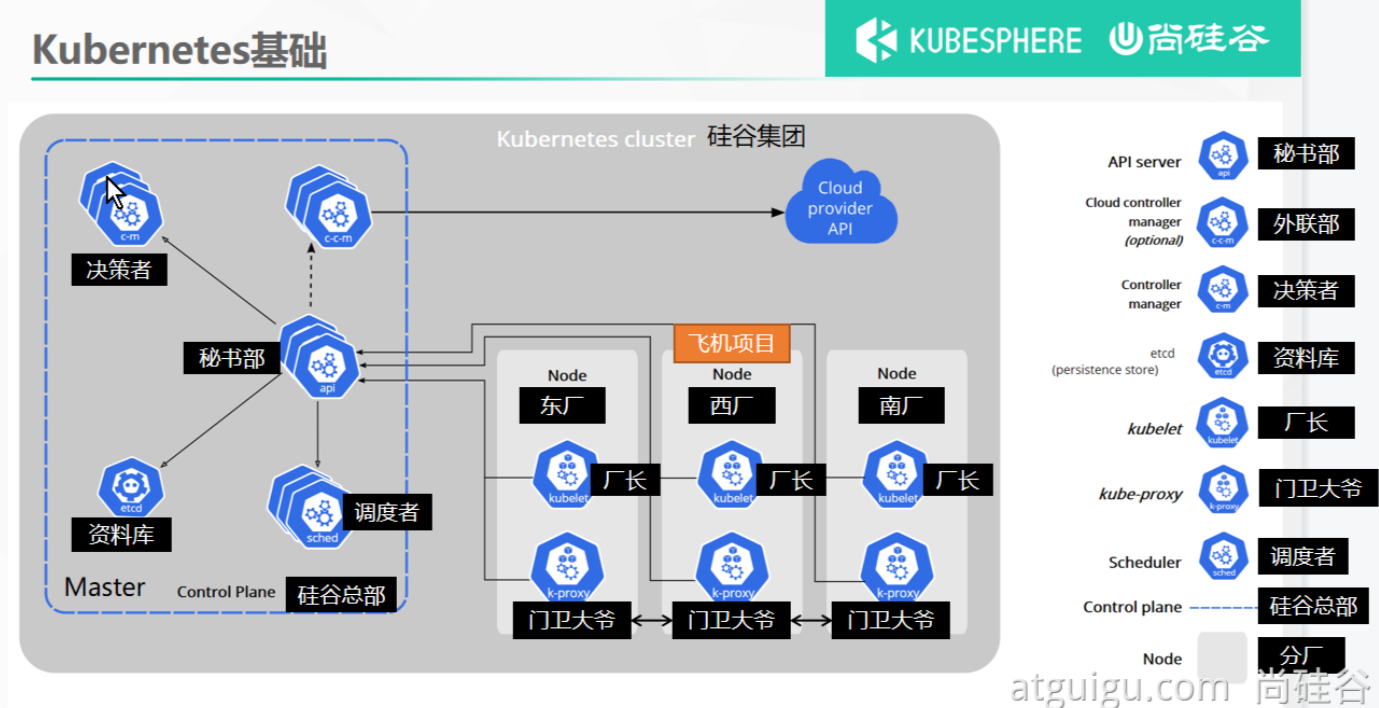 Kubernetes基础
KUBESPHERE 尚硅谷
Kubernetes cluster 硅谷集团
c-m
决策者
c-c-m
Cloud
provider
API
秘书部
api
etcd
资料库
sched
调度者
Master
Control Plane
硅谷总部
飞机项目
Node
东厂
kubelet
厂长
k-proxy
门卫大爷
Node
西厂
kubelet
厂长
k-proxy
门卫大爷
Node
南厂
kubelet
厂长
k-proxy
门卫大爷
API server
api
秘书部
Cloud controller
manager
(optional)
c-c-m
外联部
Controller
manager
c-m
决策者
etcd
(persistence store)
etcd
资料库
kubelet
kubelet
厂长
kube-proxy
k-proxy
门卫大爷
Scheduler
sched
调度者
Control plane
硅谷总部
Node
分厂
atguigu.com 尚硅谷